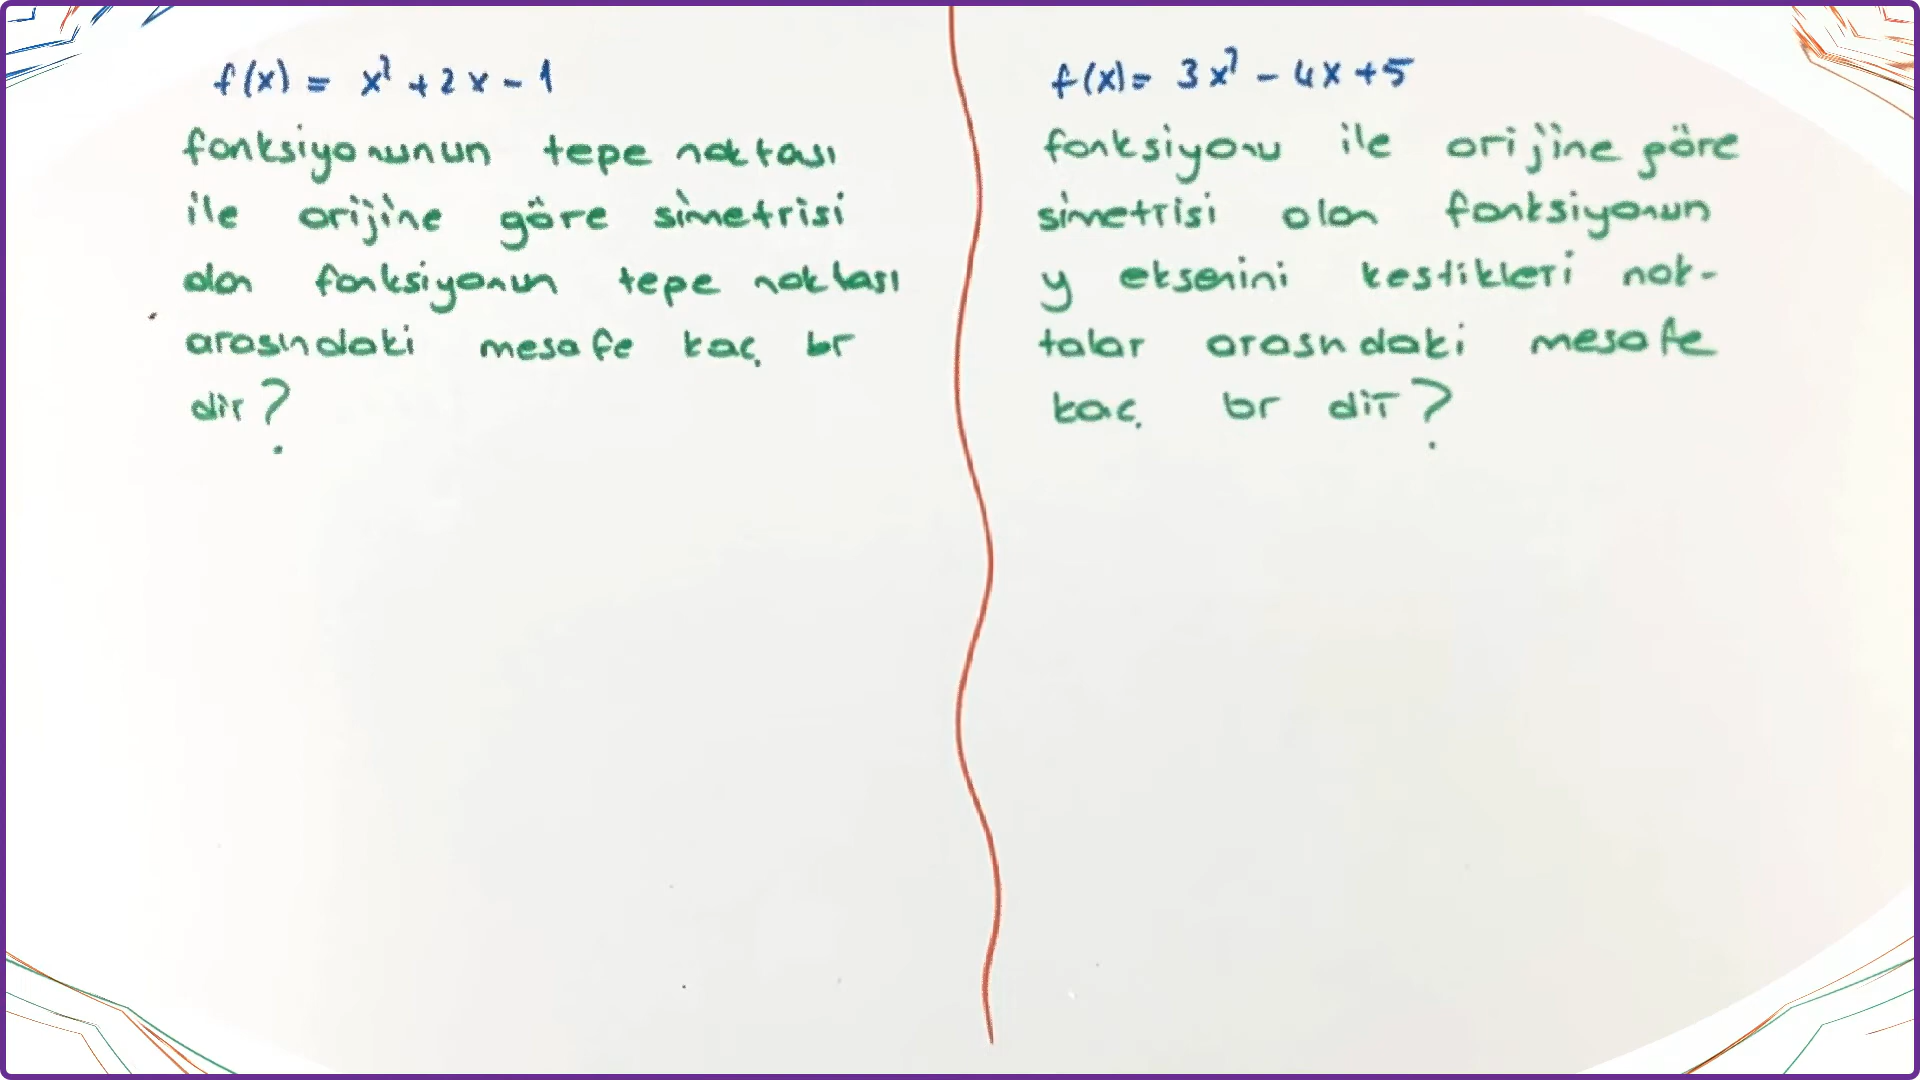 f(x) = x² + 2x - 1
fonksiyonunun tepe noktası
ile orijine göre simetrisi
olan fonksiyonun tepe noktası
arasındaki mesafe kaç br
dir?
f(x) = 3x² - 4x + 5
fonksiyonu ile orijine göre
simetrisi olan fonksiyonun
y eksenini kestikleri nok-
talar arasındaki mesafe
kaç br dir?